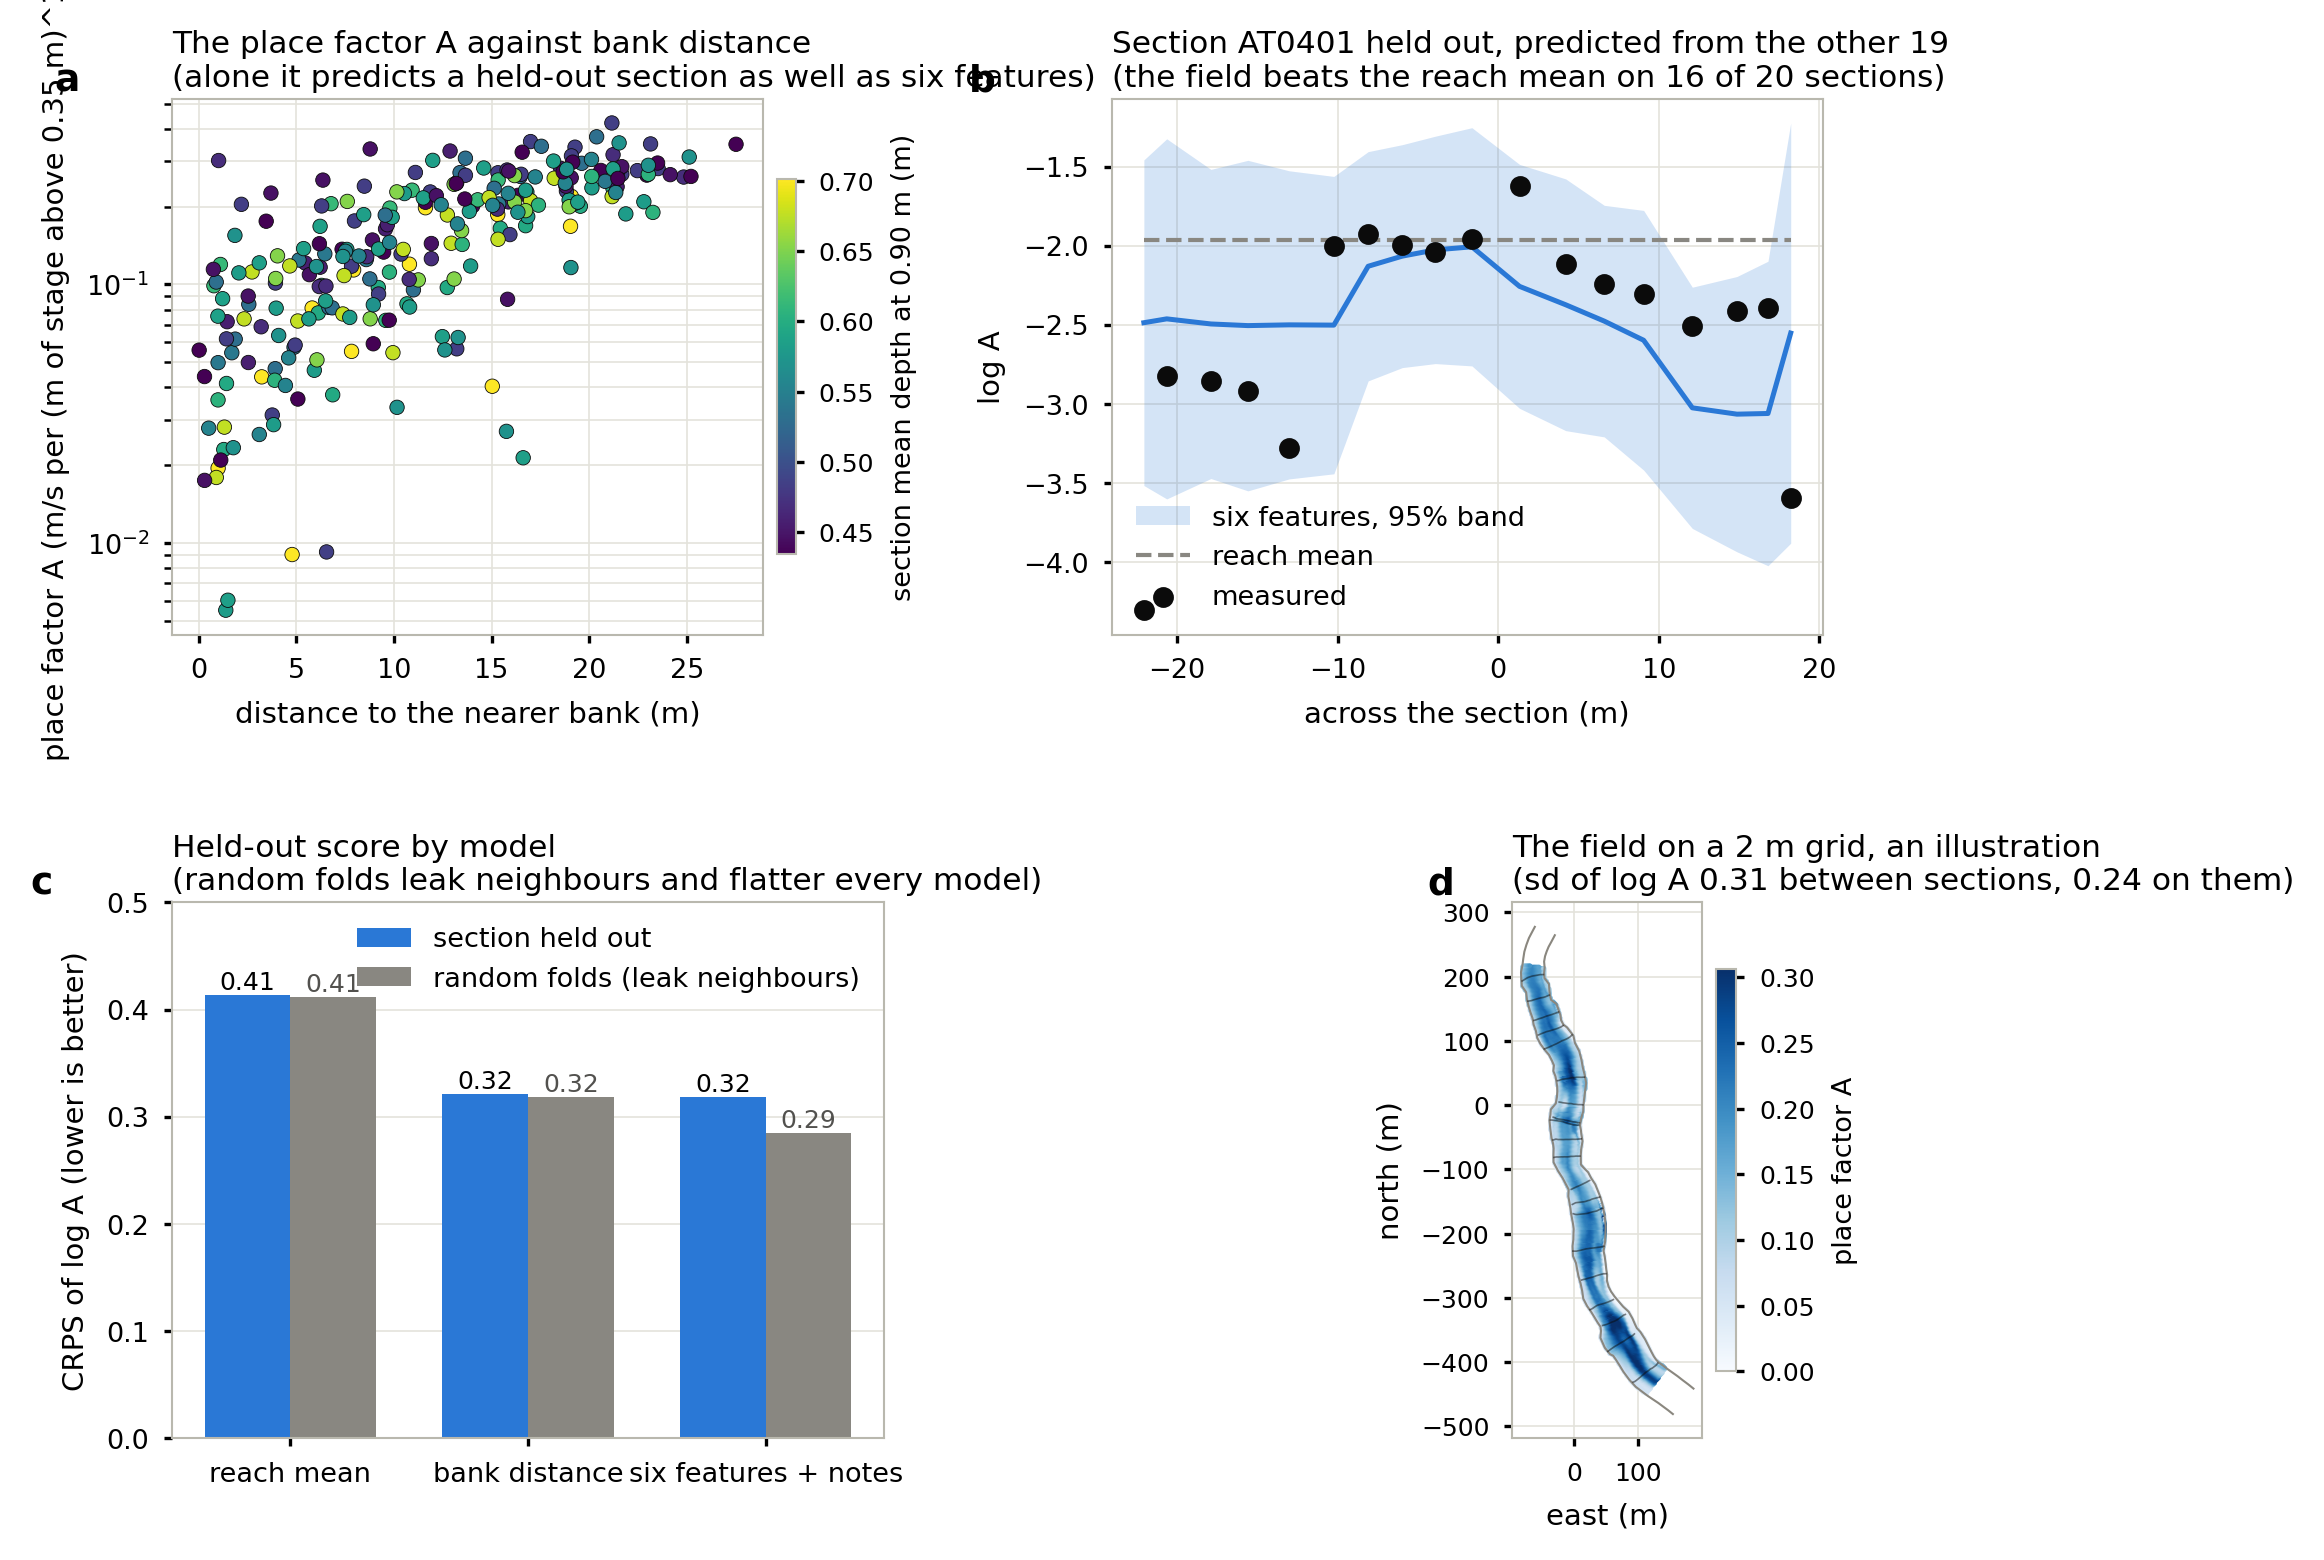 The place factor A against bank distance
(alone it predicts a held-out section as well as six features)
a
place factor A (m/s per (m of stage above 0.35 m)^
10−1
10−2
0 5 10 15 20 25
distance to the nearer bank (m)
0.70
0.65
0.60
0.55
0.50
0.45
section mean depth at 0.90 m (m)
Section AT0401 held out, predicted from the other 19
(the field beats the reach mean on 16 of 20 sections)
b
log A
−1.5
−2.0
−2.5
−3.0
−3.5
−4.0
six features, 95% band
reach mean
measured
−20 −10 0 10 20
across the section (m)
Held-out score by model
(random folds leak neighbours and flatter every model)
c
CRPS of log A (lower is better)
0.5
0.4
0.3
0.2
0.1
0.0
section held out
random folds (leak neighbours)
0.41 0.41
0.32 0.32
0.32 0.29
reach mean bank distance six features + notes
The field on a 2 m grid, an illustration
(sd of log A 0.31 between sections, 0.24 on them)
d
north (m)
300
200
100
0
−100
−200
−300
−400
−500
0 100
east (m)
0.30
0.25
0.20
0.15
0.10
0.05
0.00
place factor A